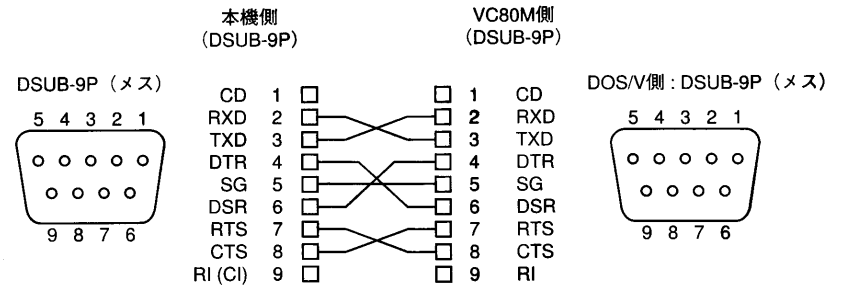 本機側
(DSUB-9P)
VC80M側
(DSUB-9P)
DSUB-9P (メス)
5 4 3 2 1
9 8 7 6
CD 1
RXD 2
TXD 3
DTR 4
SG 5
DSR 6
RTS 7
CTS 8
RI (CI) 9
1 CD
2 RXD
3 TXD
4 DTR
5 SG
6 DSR
7 RTS
8 CTS
9 RI
DOS/V側 : DSUB-9P (メス)
5 4 3 2 1
9 8 7 6